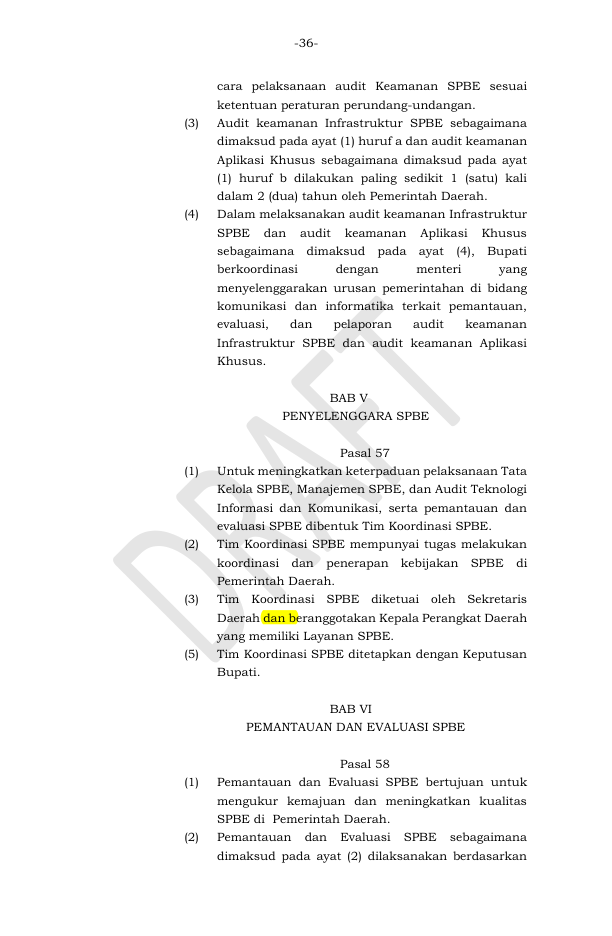 -36-
cara pelaksanaan audit Keamanan SPBE sesuai
ketentuan peraturan perundang-undangan.
(3) Audit keamanan Infrastruktur SPBE sebagaimana
dimaksud pada ayat (1) huruf a dan audit keamanan
Aplikasi Khusus sebagaimana dimaksud pada ayat
(1) huruf b dilakukan paling sedikit 1 (satu) kali
dalam 2 (dua) tahun oleh Pemerintah Daerah.
(4) Dalam melaksanakan audit keamanan Infrastruktur
SPBE dan audit keamanan Aplikasi Khusus
sebagaimana dimaksud pada ayat (4), Bupati
berkoordinasi dengan menteri yang
menyelenggarakan urusan pemerintahan di bidang
komunikasi dan informatika terkait pemantauan,
evaluasi, dan pelaporan audit keamanan
Infrastruktur SPBE dan audit keamanan Aplikasi
Khusus.
BAB V
PENYELENGGARA SPBE
Pasal 57
(1) Untuk meningkatkan keterpaduan pelaksanaan Tata
Kelola SPBE, Manajemen SPBE, dan Audit Teknologi
Informasi dan Komunikasi, serta pemantauan dan
evaluasi SPBE dibentuk Tim Koordinasi SPBE.
(2) Tim Koordinasi SPBE mempunyai tugas melakukan
koordinasi dan penerapan kebijakan SPBE di
Pemerintah Daerah.
(3) Tim Koordinasi SPBE diketuai oleh Sekretris
Daerah dan beranggotakan Kepala Perangkat Daerah
yang memiliki Layanan SPBE.
(5) Tim Koordinasi SPBE ditetapkan dengan Keputusan
Bupati.
BAB VI
PEMANTAUAN DAN EVALUASI SPBE
Pasal 58
(1) Pemantauan dan Evaluasi SPBE bertujuan untuk
mengukur kemajuan dan meningkatkan kualitas
SPBE di Pemerintah Daerah.
(2) Pemantauan dan Evaluasi SPBE sebagaimana
dimaksud pada ayat (2) dilaksanakan berdasarkan
DRAFT